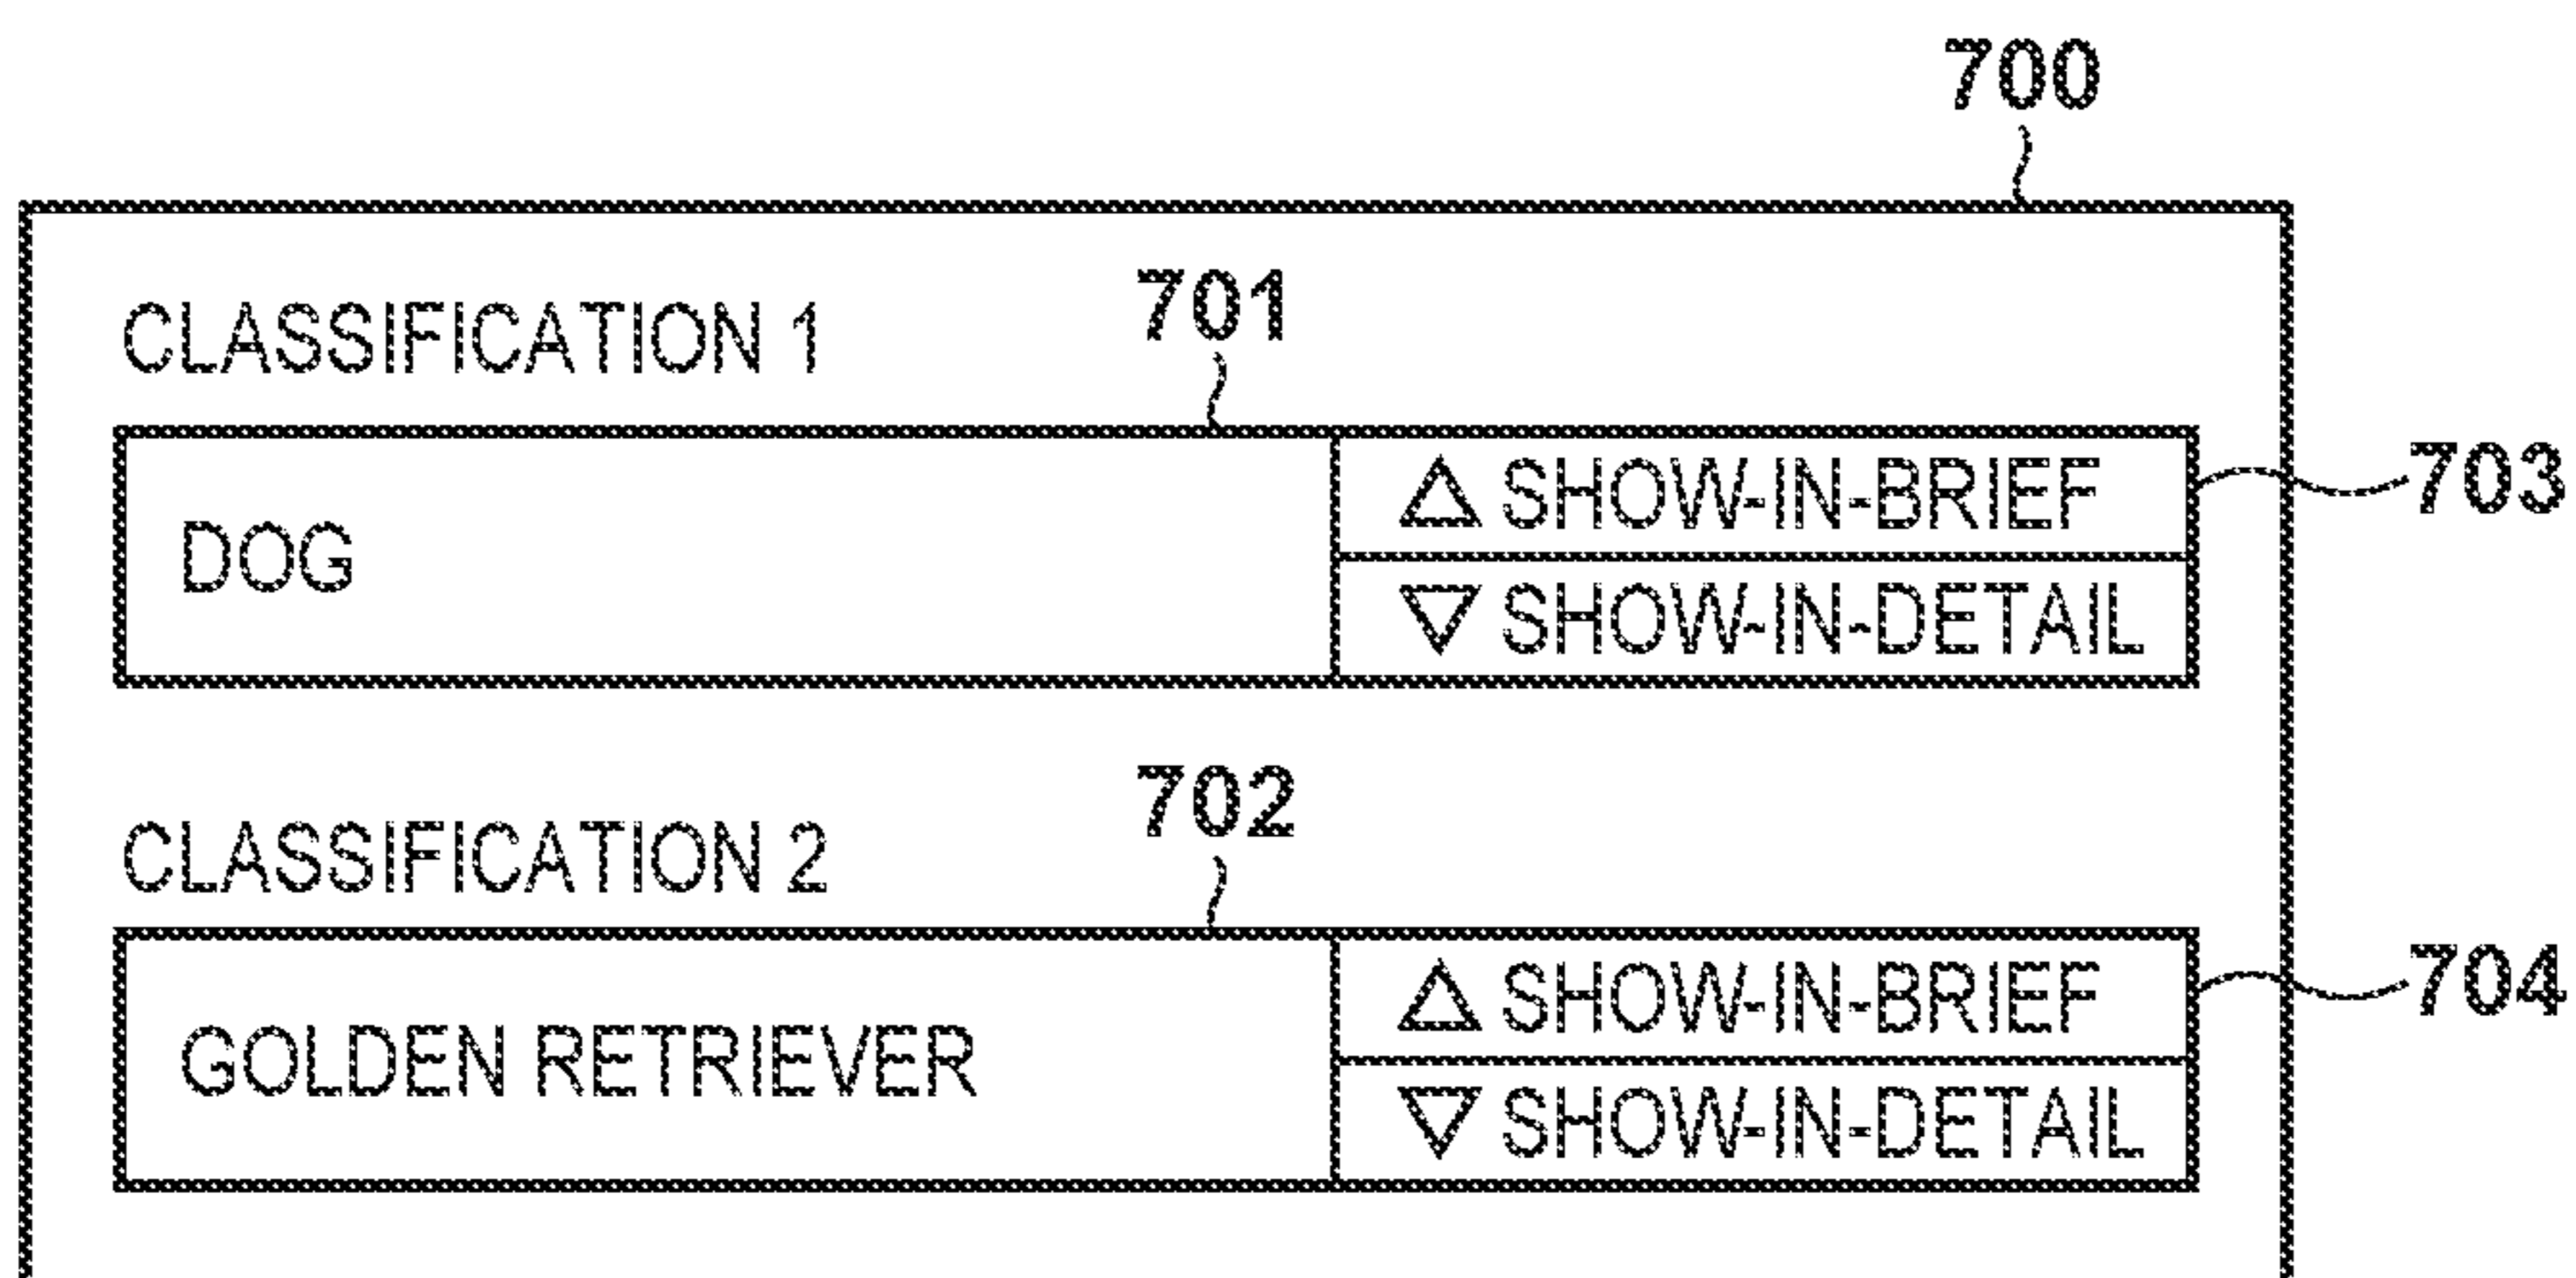 700
CLASSIFICATION 1
701
DOG
△ SHOW-IN-BRIEF
▽ SHOW-IN-DETAIL
703
CLASSIFICATION 2
702
GOLDEN RETRIEVER
△ SHOW-IN-BRIEF
▽ SHOW-IN-DETAIL
704